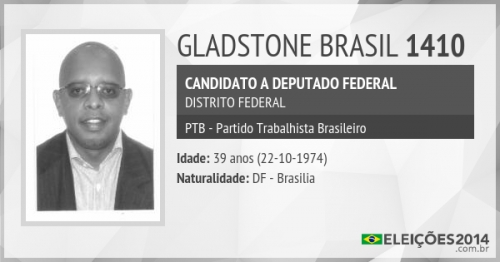 GLADSTONE BRASIL 1410
CANDIDATO A DEPUTADO FEDERAL
DISTRITO FEDERAL
PTB - Partido Trabalhista Brasileiro
Idade: 39 anos (22-10-1974)
Naturalidade: DF - Brasilia
ELEIÇÕES2014
.com.br